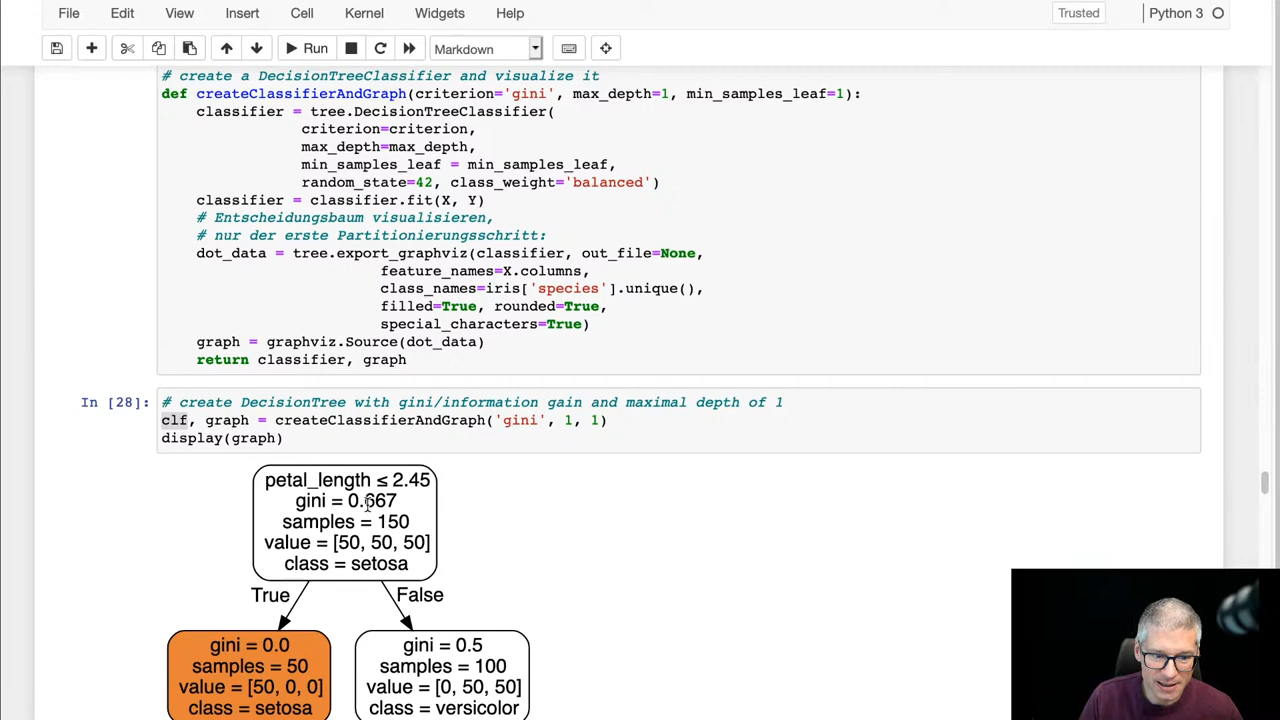 File Edit View Insert Cell Kernel Widgets Help Trusted Python 3
Run Markdown
# create a DecisionTreeClassifier and visualize it
def createClassifierAndGraph(criterion='gini', max_depth=1, min_samples_leaf=1):
    classifier = tree.DecisionTreeClassifier(
                criterion=criterion,
                max_depth=max_depth,
                min_samples_leaf = min_samples_leaf,
                random_state=42, class_weight='balanced')
    classifier = classifier.fit(X, Y)
    # Entscheidungsbaum visualisieren,
    # nur der erste Partitionierungsschritt:
    dot_data = tree.export_graphviz(classifier, out_file=None,
                         feature_names=X.columns,
                         class_names=iris['species'].unique(),
                         filled=True, rounded=True,
                         special_characters=True)
    graph = graphviz.Source(dot_data)
    return classifier, graph
In [28]: # create DecisionTree with gini/information gain and maximal depth of 1
clf, graph = createClassifierAndGraph('gini', 1, 1)
display(graph)
petal_length ≤ 2.45
gini = 0.667
samples = 150
value = [50, 50, 50]
class = setosa
True
False
gini = 0.0
samples = 50
value = [50, 0, 0]
class = setosa
gini = 0.5
samples = 100
value = [0, 50, 50]
class = versicolor